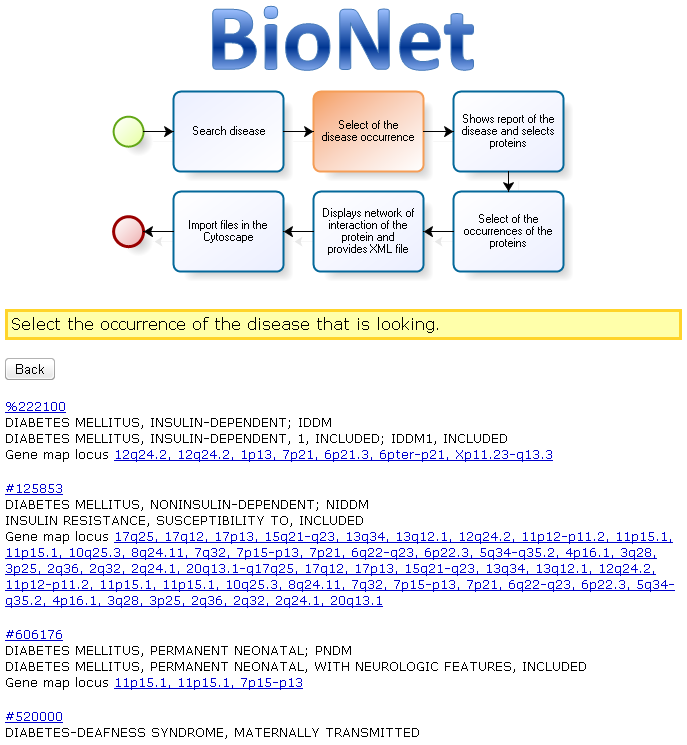 BioNet
Search disease
Select of the
disease occurrence
Shows report of the
disease and selects
proteins
Import files in the
Cytoscape
Displays network of
interaction of the
protein and
provides XML file
Select of the
occurrences of the
proteins
Select the occurrence of the disease that is looking.
Back
%222100
DIABETES MELLITUS, INSULIN-DEPENDENT; IDDM
DIABETES MELLITUS, INSULIN-DEPENDENT, 1, INCLUDED; IDDM1, INCLUDED
Gene map locus 12q24.2, 12q24.2, 1p13, 7p21, 6p21.3, 6pter-p21, Xp11.23-q13.3
#125853
DIABETES MELLITUS, NONINSULIN-DEPENDENT; NIDDM
INSULIN RESISTANCE, SUSCEPTIBILITY TO, INCLUDED
Gene map locus 17q25, 17q12, 17p13, 15q21-q23, 13q34, 13q12.1, 12q24.2, 11p12-p11.2, 11p15.1,
11p15.1, 10q25.3, 8q24.11, 7q32, 7p15-p13, 7p21, 6q22-q23, 6p22.3, 5q34-q35.2, 4p16.1, 3q28,
3p25, 2q36, 2q32, 2q24.1, 20q13.1-q17q25, 17q12, 17p13, 15q21-q23, 13q34, 13q12.1, 12q24.2,
11p12-p11.2, 11p15.1, 11p15.1, 10q25.3, 8q24.11, 7q32, 7p15-p13, 7p21, 6q22-q23, 6p22.3, 5q34-
q35.2, 4p16.1, 3q28, 3p25, 2q36, 2q32, 2q24.1, 20q13.1
#606176
DIABETES MELLITUS, PERMANENT NEONATAL; PNDM
DIABETES MELLITUS, PERMANENT NEONATAL, WITH NEUROLOGIC FEATURES, INCLUDED
Gene map locus 11p15.1, 11p15.1, 7p15-p13
#520000
DIABETES-DEAFNESS SYNDROME, MATERNALLY TRANSMITTED